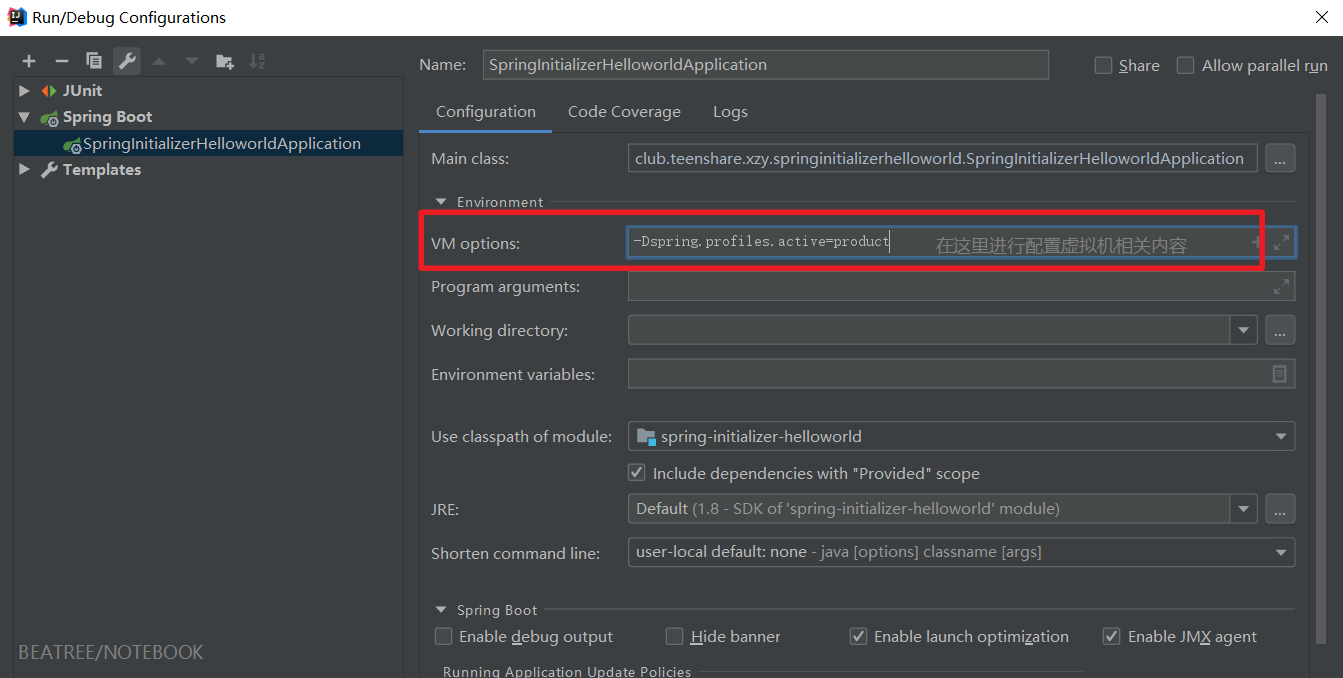 Run/Debug Configurations
Name: SpringInitializerHelloworldApplication Share Allow parallel run
JUnit
Spring Boot
SpringInitializerHelloworldApplication
Templates
Configuration Code Coverage Logs
Main class: club.teenshare.xzy.springinitializerhelloworld.SpringInitializerHelloworldApplication ...
Environment
VM options: -Dspring.profiles.active=product 在这里进行配置虚拟机相关内容
Program arguments:
Working directory: ...
Environment variables:
Use classpath of module: spring-initializer-helloworld
Include dependencies with "Provided" scope
JRE: Default (1.8 - SDK of 'spring-initializer-helloworld' module) ...
Shorten command line: user-local default: none - java [options] classname [args]
Spring Boot
Enable debug output Hide banner Enable launch optimization Enable JMX agent
BEATREE/NOTEBOOK
Running Application Update Policies